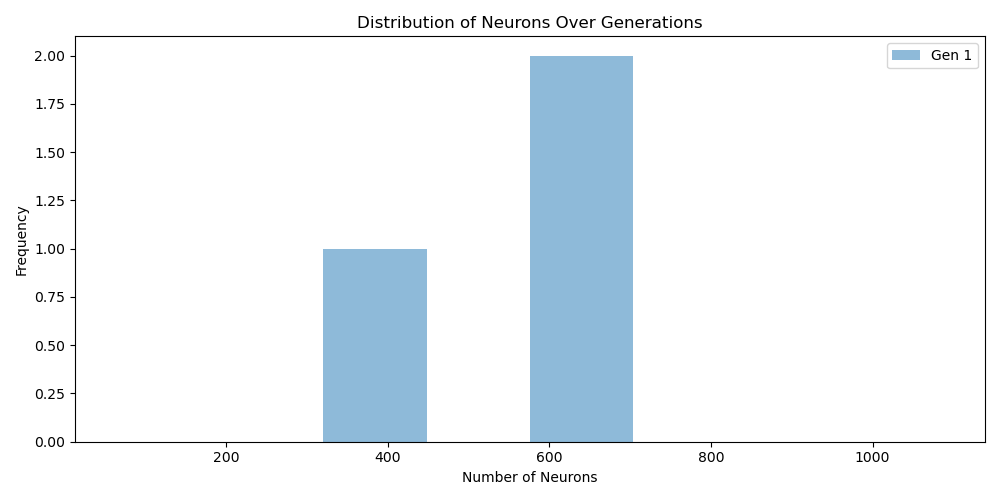 Distribution of Neurons Over Generations
Gen 1
2.00
1.75
1.50
1.25
1.00
0.75
0.50
0.25
0.00
Frequency
200 400 600 800 1000
Number of Neurons